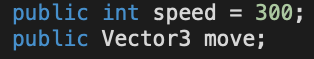 public int speed = 300;
public Vector3 move;